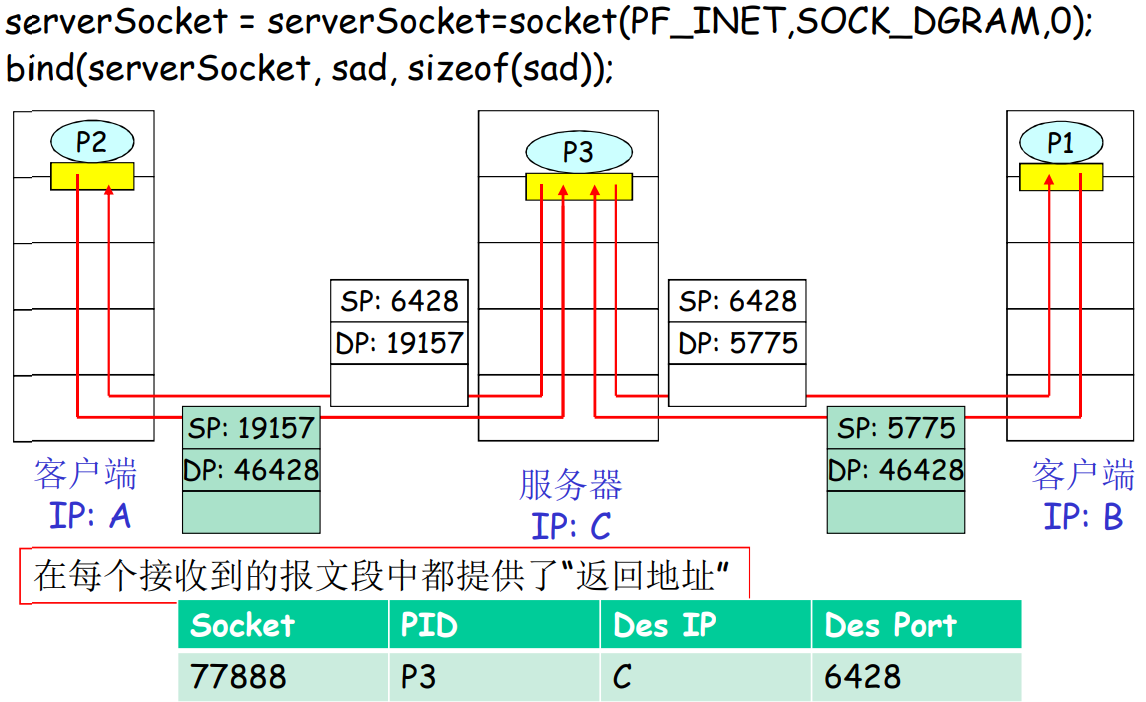 serverSocket = serverSocket=socket(PF_INET,SOCK_DGRAM,0);
bind(serverSocket, sad, sizeof(sad));
P2
P3
P1
SP: 6428
DP: 19157
SP: 6428
DP: 5775
SP: 19157
DP: 46428
SP: 5775
DP: 46428
客户端
IP: A
服务器
IP: C
客户端
IP: B
在每个接收到的报文段中都提供了“返回地址”
Socket PID Des IP Des Port
77888 P3 C 6428